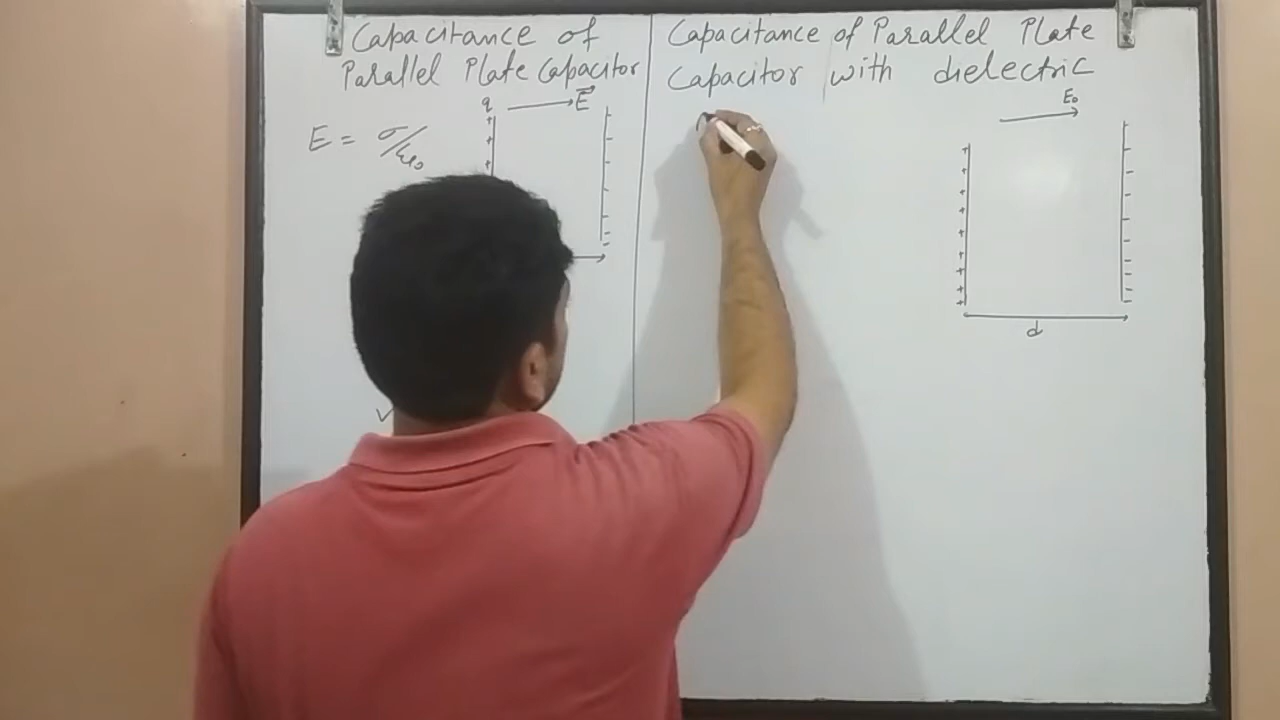 Capacitance of
Parallel Plate Capacitor
q → E⃗
E = σ/ε₀
Capacitance of Parallel Plate
Capacitor with dielectric
E₀
d